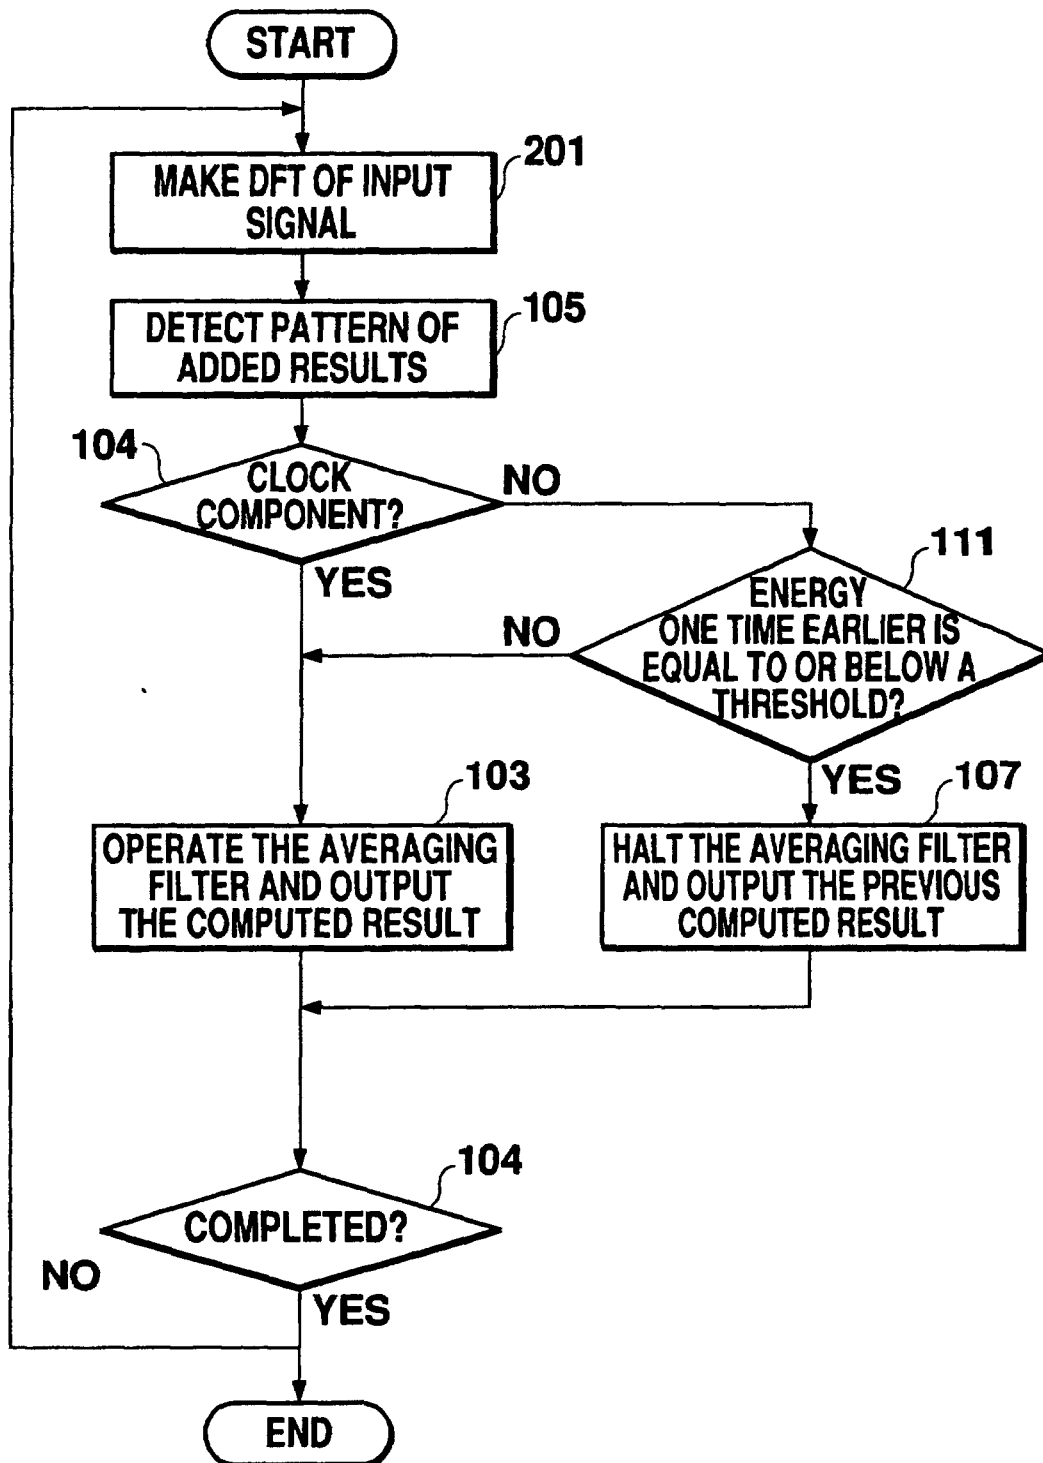 START
201
MAKE DFT OF INPUT
SIGNAL
105
DETECT PATTERN OF
ADDED RESULTS
104
CLOCK
COMPONENT?
NO
YES
111
ENERGY
ONE TIME EARLIER IS
EQUAL TO OR BELOW A
THRESHOLD?
NO
YES
103
OPERATE THE AVERAGING
FILTER AND OUTPUT
THE COMPUTED RESULT
107
HALT THE AVERAGING FILTER
AND OUTPUT THE PREVIOUS
COMPUTED RESULT
104
COMPLETED?
NO
YES
END